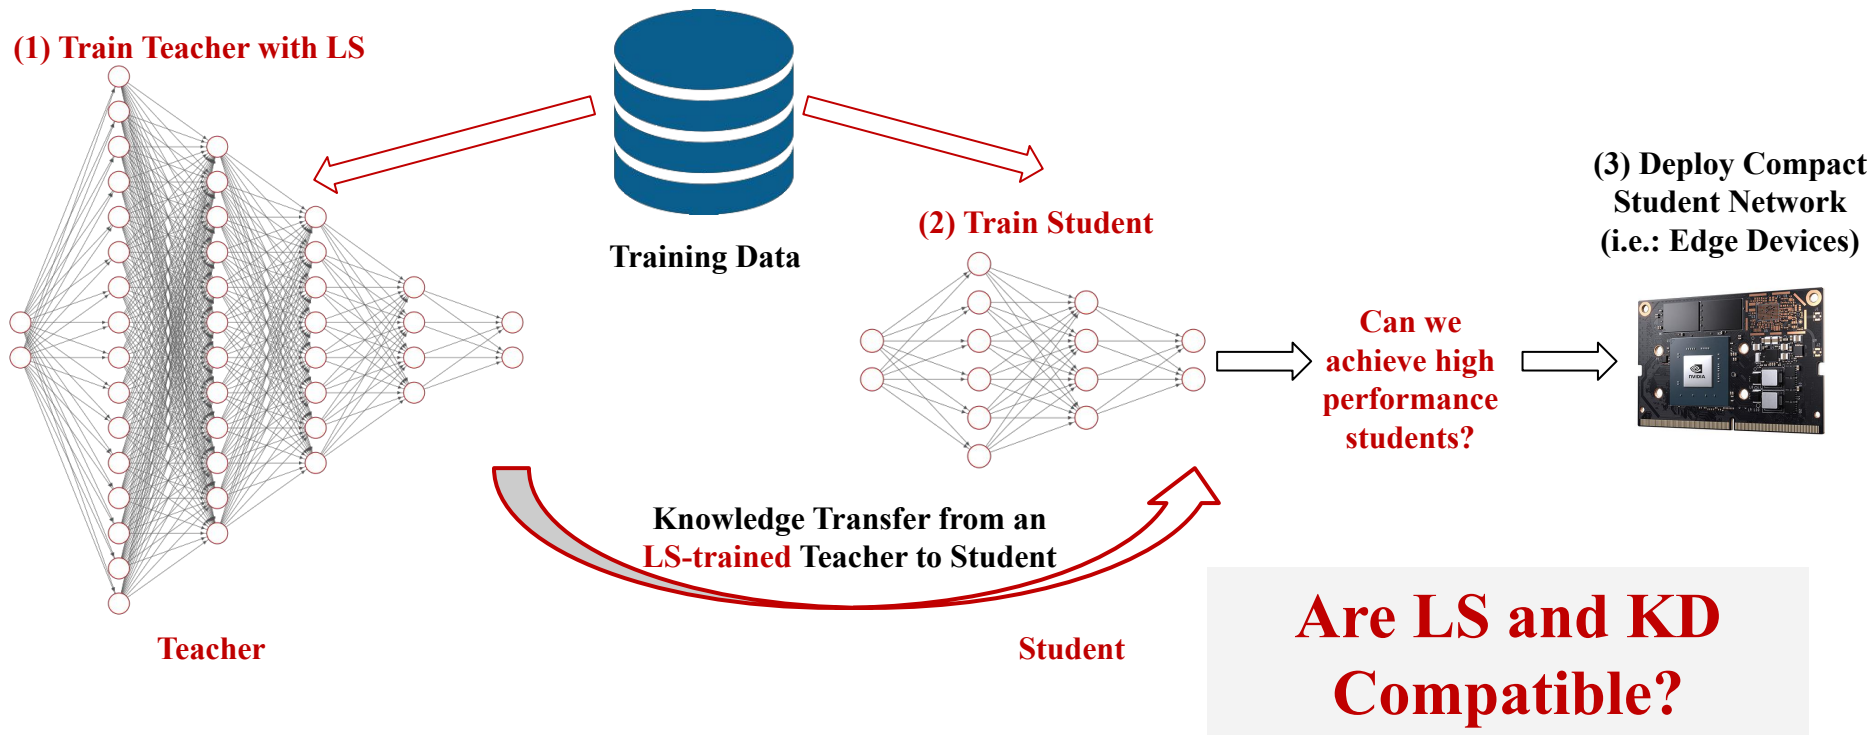 (1) Train Teacher with LS
Training Data
(2) Train Student
(3) Deploy Compact
Student Network
(i.e.: Edge Devices)
Can we
achieve high
performance
students?
NVIDIA
Knowledge Transfer from an
LS-trained Teacher to Student
Teacher
Student
Are LS and KD
Compatible?